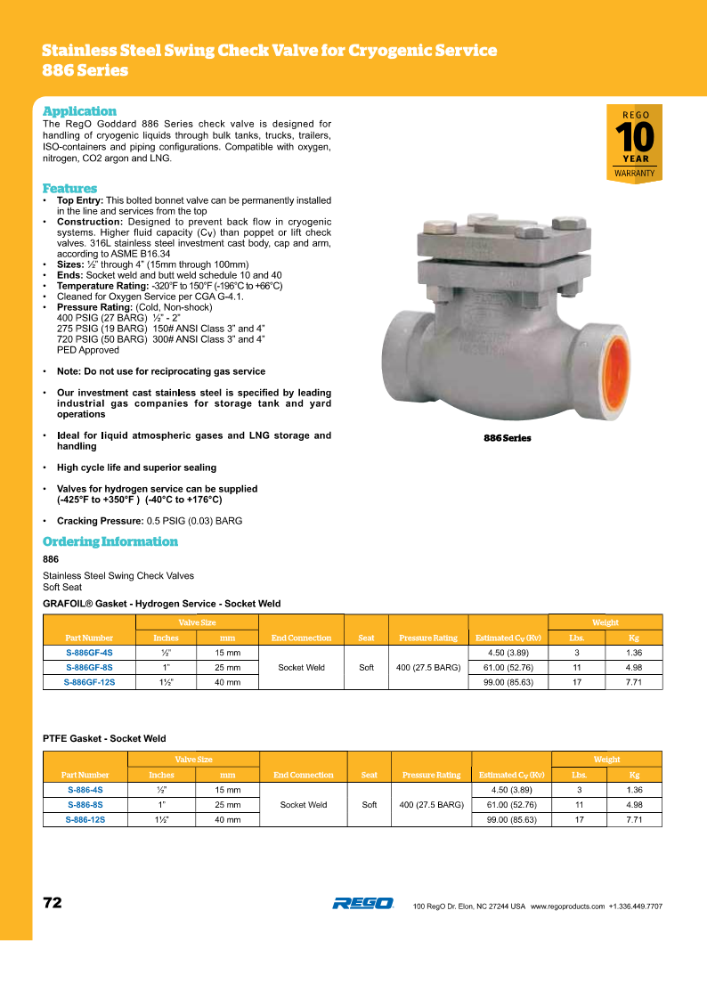 Stainless Steel Swing Check Valve for Cryogenic Service
886 Series
Application
The RegO Goddard 886 Series check valve is designed for
handling of cryogenic liquids through bulk tanks, trucks, trailers,
ISO-containers and piping configurations. Compatible with oxygen,
nitrogen, CO2 argon and LNG.
REGO
10
YEAR
WARRANTY
Features
• Top Entry: This bolted bonnet valve can be permanently installed
in the line and services from the top
• Construction: Designed to prevent back flow in cryogenic
systems. Higher fluid capacity (Cv) than poppet or lift check
valves. 316L stainless steel investment cast body, cap and arm,
according to ASME B16.34
• Sizes: ½” through 4” (15mm through 100mm)
• Ends: Socket weld and butt weld schedule 10 and 40
• Temperature Rating: -320°F to 150°F (-196°C to +66°C)
• Cleaned for Oxygen Service per CGA G-4.1.
• Pressure Rating: (Cold, Non-shock)
400 PSIG (27 BARG) ½” - 2”
275 PSIG (19 BARG) 150# ANSI Class 3” and 4”
720 PSIG (50 BARG) 300# ANSI Class 3” and 4”
PED Approved
• Note: Do not use for reciprocating gas service
• Our investment cast stainless steel is specified by leading
industrial gas companies for storage tank and yard
operations
• Ideal for liquid atmospheric gases and LNG storage and
handling
• High cycle life and superior sealing
• Valves for hydrogen service can be supplied
(-425°F to +350°F ) (-40°C to +176°C)
• Cracking Pressure: 0.5 PSIG (0.03) BARG
886 Series
Ordering Information
886
Stainless Steel Swing Check Valves
Soft Seat
GRAFOIL® Gasket - Hydrogen Service - Socket Weld
Valve Size Weight
Part Number Inches mm End Connection Seat Pressure Rating Estimated Cv (Kv) Lbs. Kg
S-886GF-4S ½” 15 mm 4.50 (3.89) 3 1.36
S-886GF-8S 1” 25 mm Socket Weld Soft 400 (27.5 BARG) 61.00 (52.76) 11 4.98
S-886GF-12S 1½” 40 mm 99.00 (85.63) 17 7.71
PTFE Gasket - Socket Weld
Valve Size Weight
Part Number Inches mm End Connection Seat Pressure Rating Estimated Cv (Kv) Lbs. Kg
S-886-4S ½” 15 mm 4.50 (3.89) 3 1.36
S-886-8S 1” 25 mm Socket Weld Soft 400 (27.5 BARG) 61.00 (52.76) 11 4.98
S-886-12S 1½” 40 mm 99.00 (85.63) 17 7.71
72 REGO 100 RegO Dr. Elon, NC 27244 USA www.regoproducts.com +1.336.449.7707